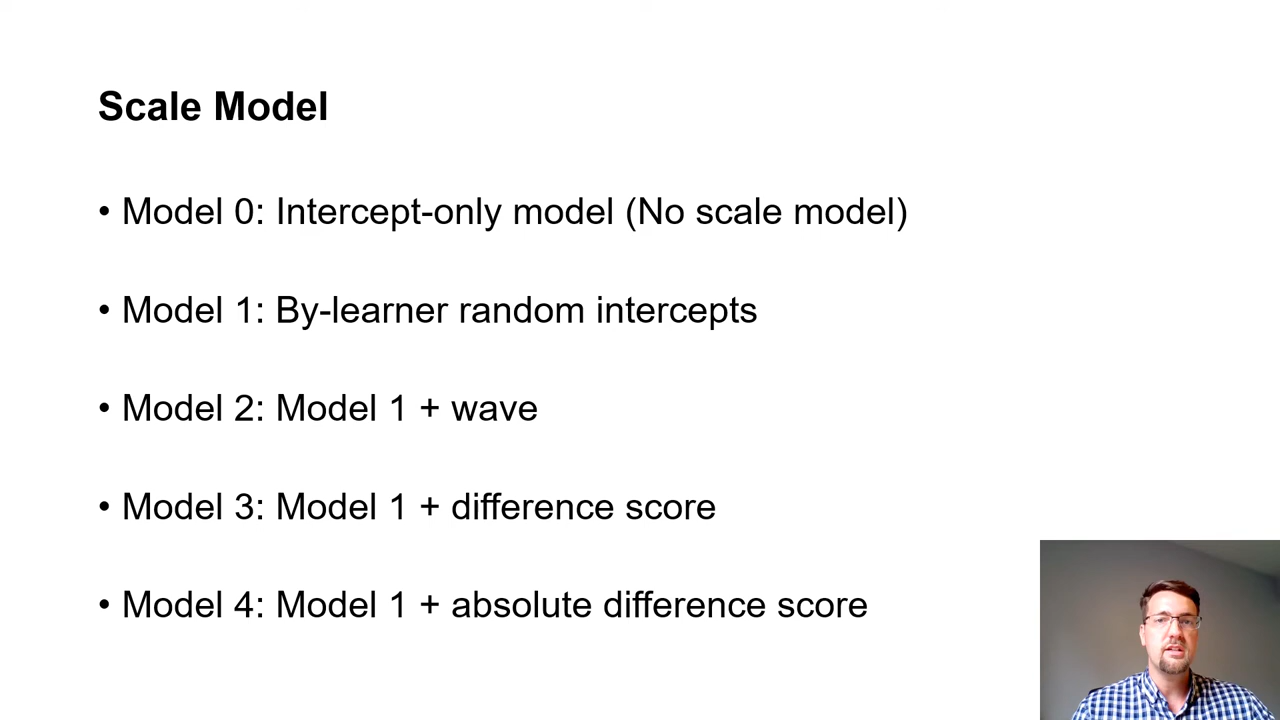 Scale Model
• Model 0: Intercept-only model (No scale model)
• Model 1: By-learner random intercepts
• Model 2: Model 1 + wave
• Model 3: Model 1 + difference score
• Model 4: Model 1 + absolute difference score